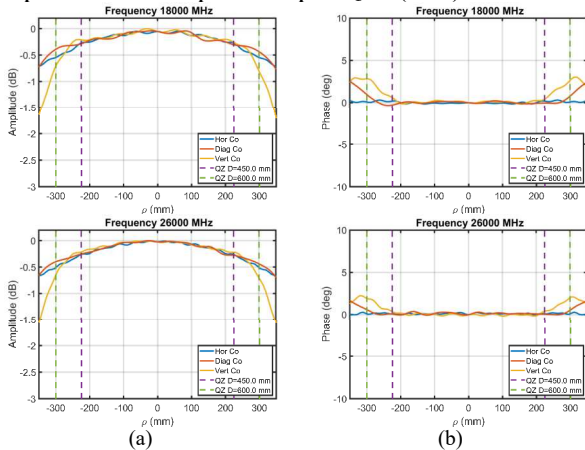 Frequency 18000 MHz
Amplitude (dB)
0
-0.5
-1
-1.5
-2
-2.5
-3
-300 -200 -100 0 100 200 300
ρ (mm)
Hor Co
Diag Co
Vert Co
QZ D=450.0 mm
QZ D=600.0 mm
Frequency 18000 MHz
Phase (deg)
10
5
0
-5
-10
-300 -200 -100 0 100 200 300
ρ (mm)
Hor Co
Diag Co
Vert Co
QZ D=450.0 mm
QZ D=600.0 mm
Frequency 26000 MHz
Amplitude (dB)
0
-0.5
-1
-1.5
-2
-2.5
-3
-300 -200 -100 0 100 200 300
ρ (mm)
Hor Co
Diag Co
Vert Co
QZ D=450.0 mm
QZ D=600.0 mm
Frequency 26000 MHz
Phase (deg)
10
5
0
-5
-10
-300 -200 -100 0 100 200 300
ρ (mm)
Hor Co
Diag Co
Vert Co
QZ D=450.0 mm
QZ D=600.0 mm
(a) (b)